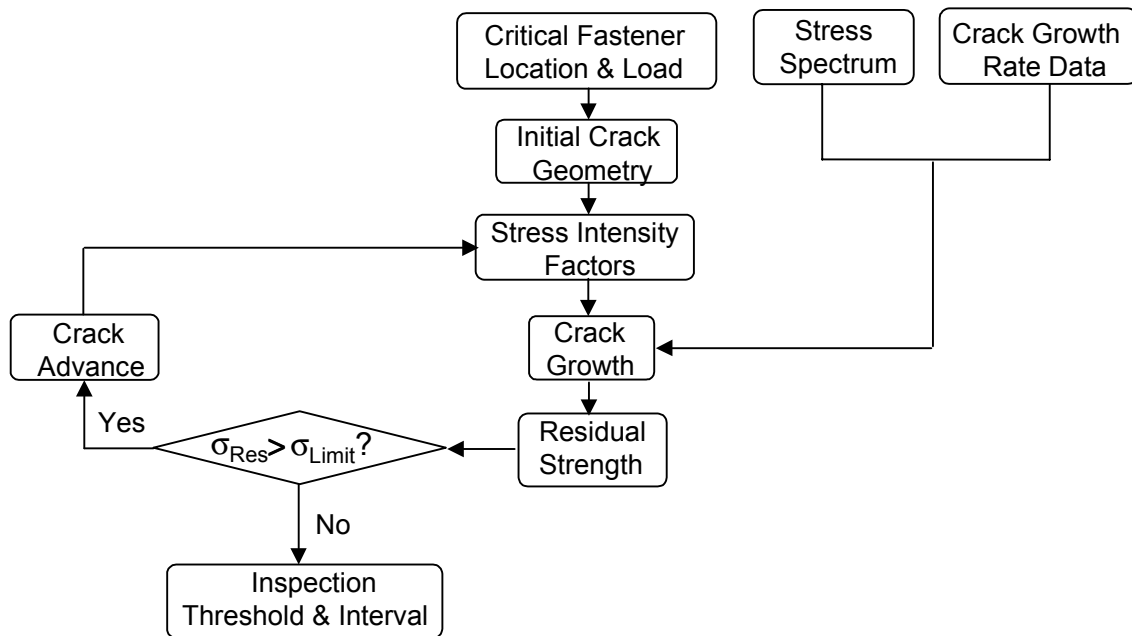 Critical Fastener
Location & Load
Stress
Spectrum
Crack Growth
Rate Data
Initial Crack
Geometry
Stress Intensity
Factors
Crack
Growth
Crack
Advance
Yes
σRes> σLimit?
Residual
Strength
No
Inspection
Threshold & Interval